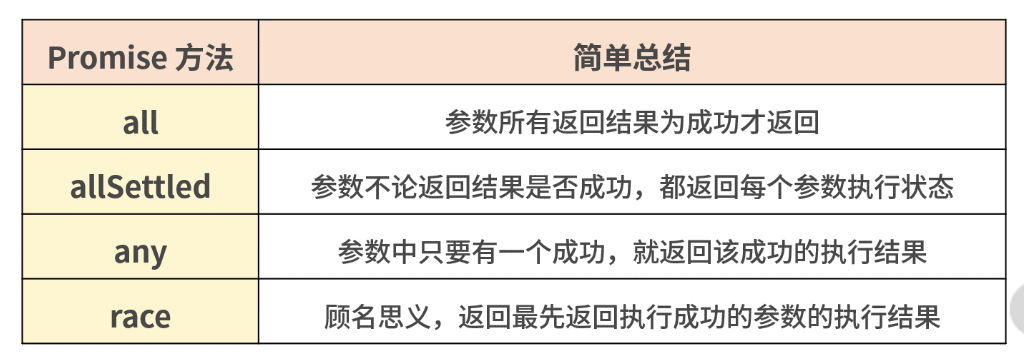 Promise 方法 简单总结
all 参数所有返回结果为成功才返回
allSettled 参数不论返回结果是否成功，都返回每个参数执行状态
any 参数中只要有一个成功，就返回该成功的执行结果
race 顾名思义，返回最先返回执行成功的参数的执行结果